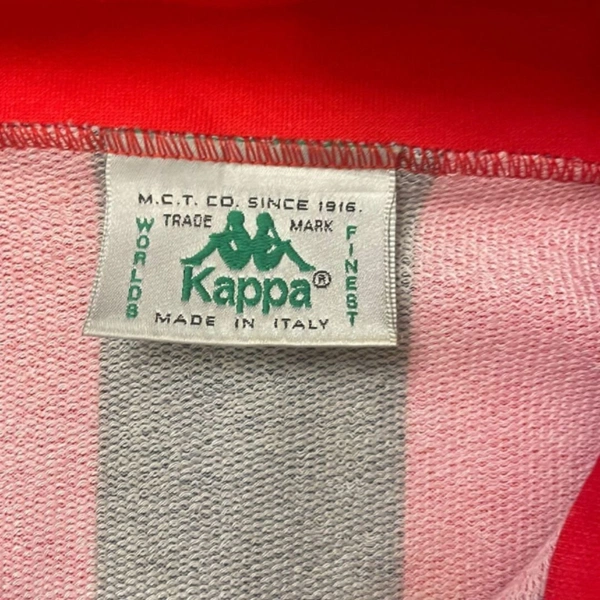 M.C.T. CO. SINCE 1916.
TRADE MARK
WORLDS
FINEST
Kappa®
MADE IN ITALY